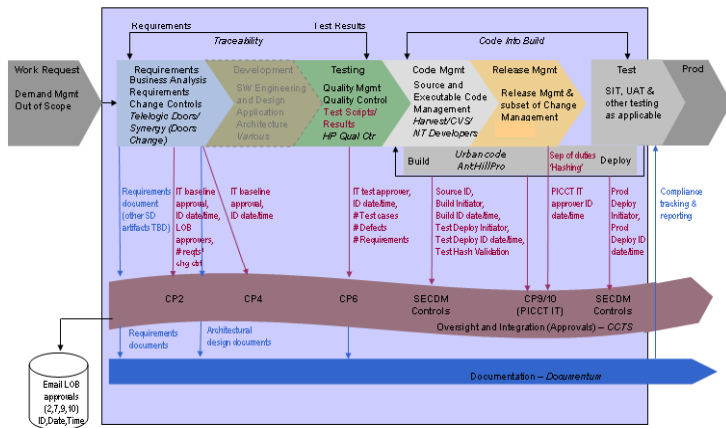 Requirements
Test Results
Traceability
Code Into Build
Work Request
Demand Mgmt
Out of Scope
Requirements
Business Analysis
Requirements
Change Controls
Telelogic Doors/
Synergy (Doors
Change)
Development
SW Engineering
and Design
Application
Architecture
Various
Testing
Quality Mgmt
Quality Control
Test Scripts/
Results
HP Qual Ctr
Code Mgmt
Source and
Executable Code
Management
Harvest/CVS/
NT Developers
Release Mgmt
Release Mgmt &
subset of Change
Management
Test
SIT, UAT &
other testing
as applicable
Prod
Build
Urbancode
AntHillPro
Sep of duties
'Hashing'
Deploy
Requirements
document
(other SD
artifacts TBD)
IT baseline
approval,
ID date/time,
LOB
approvers,
# reqts'
chg ctrl
IT baseline
approval,
ID date/time
IT test approver,
ID date/time,
# Test cases
# Defects
# Requirements
Source ID,
Build Initiator,
Build ID date/time,
Test Deploy Initiator,
Test Deploy ID date/time,
Test Hash Validation
PICCT IT
approver ID
date/time
Prod
Deploy
Initiator,
Prod
Deploy ID
date/time
Compliance
tracking &
reporting
CP2
CP4
CP6
SECDM
Controls
CP9/10
(PICCT IT)
SECDM
Controls
Oversight and Integration (Approvals) – CCTS
Requirements
documents
Architectural
design documents
Documentation – Documentum
Email LOB
approvals
(2,7,9,10)
ID,Date,Time